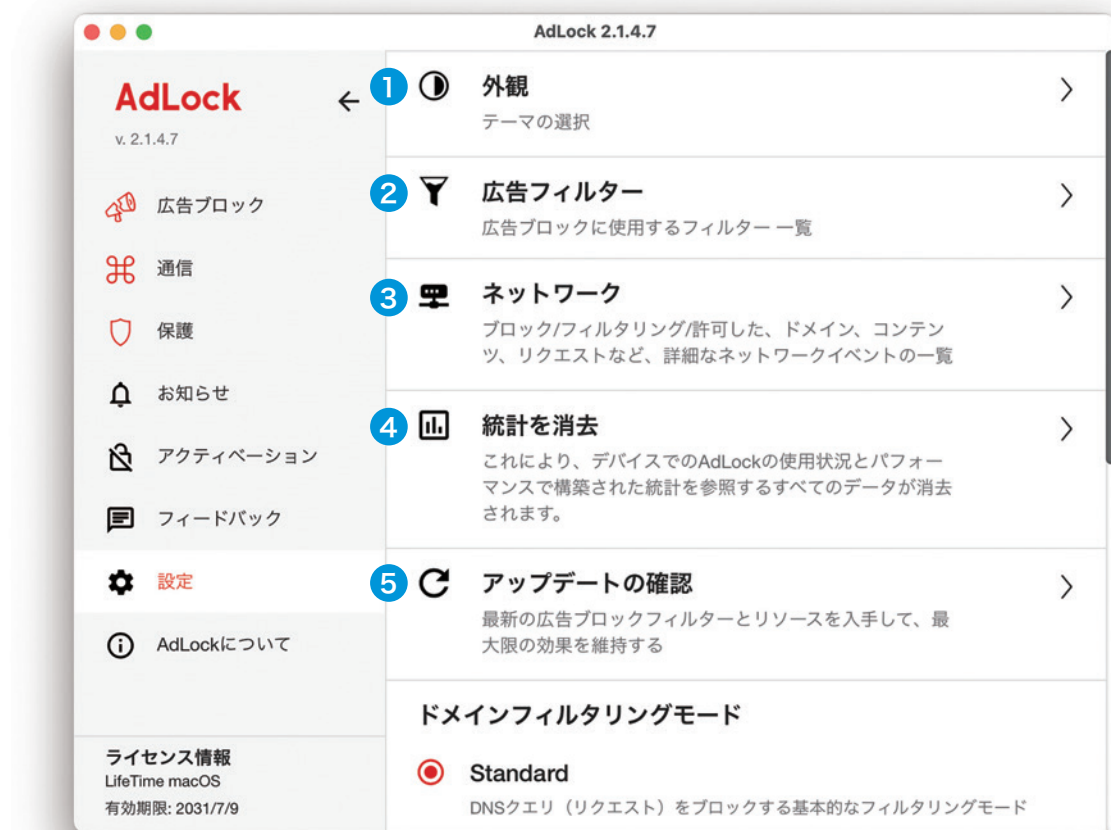 AdLock 2.1.4.7
AdLock
v. 2.1.4.7
広告ブロック
通信
保護
お知らせ
アクティベーション
フィードバック
設定
AdLockについて
ライセンス情報
LifeTime macOS
有効期限: 2031/7/9
1 外観
テーマの選択
2 広告フィルター
広告ブロックに使用するフィルター 一覧
3 ネットワーク
ブロック/フィルタリング/許可した、ドメイン、コンテン
ツ、リクエストなど、詳細なネットワークイベントの一覧
4 統計を消去
これにより、デバイスでのAdLockの使用状況とパフォー
マンスで構築された統計を参照するすべてのデータが消去
されます。
5 アップデートの確認
最新の広告ブロックフィルターとリソースを入手して、最
大限の効果を維持する
ドメインフィルタリングモード
Standard
DNSクエリ（リクエスト）をブロックする基本的なフィルタリングモード